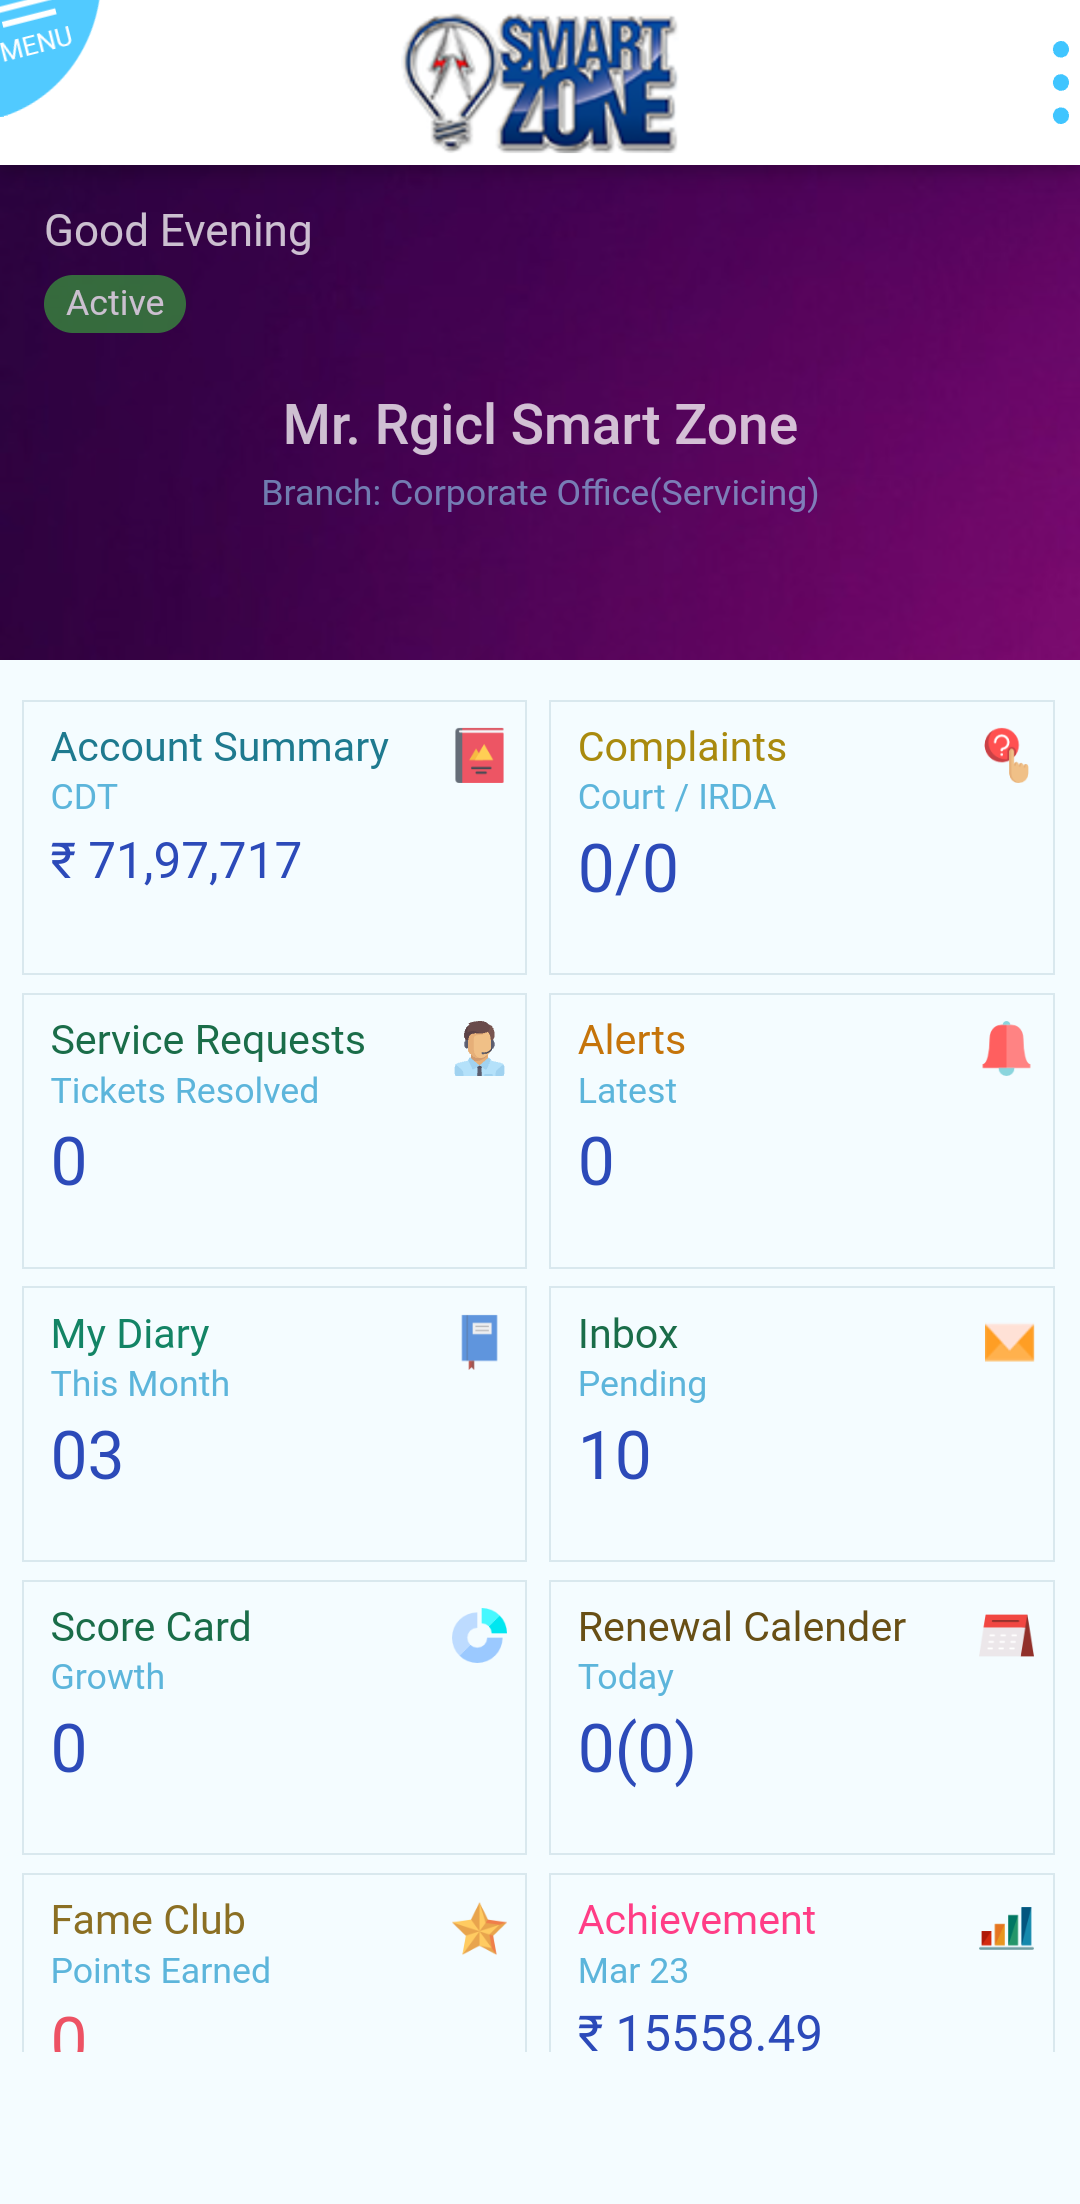 MENU
SMART
ZONE
Good Evening
Active
Mr. Rgicl Smart Zone
Branch: Corporate Office(Servicing)
Account Summary
CDT
₹ 71,97,717
Complaints
Court / IRDA
0/0
Service Requests
Tickets Resolved
0
Alerts
Latest
0
My Diary
This Month
03
Inbox
Pending
10
Score Card
Growth
0
Renewal Calender
Today
0(0)
Fame Club
Points Earned
0
Achievement
Mar 23
₹ 15558.49